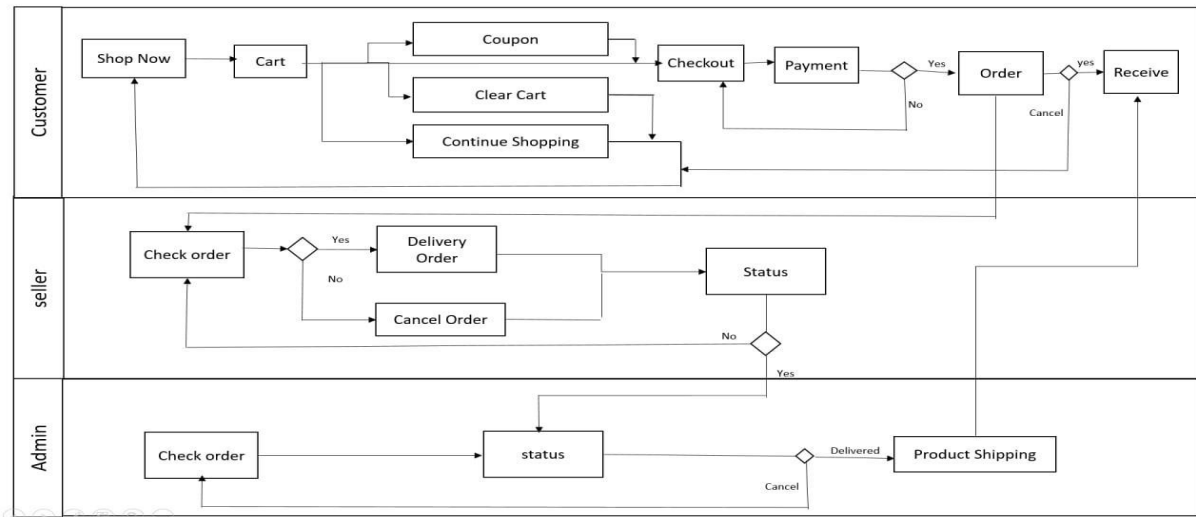 Customer
Shop Now
Cart
Coupon
Clear Cart
Continue Shopping
Checkout
Payment
Yes
No
Order
yes
Cancel
Receive
seller
Check order
Yes
No
Delivery
Order
Cancel Order
Status
No
Yes
Admin
Check order
status
Delivered
Cancel
Product Shipping